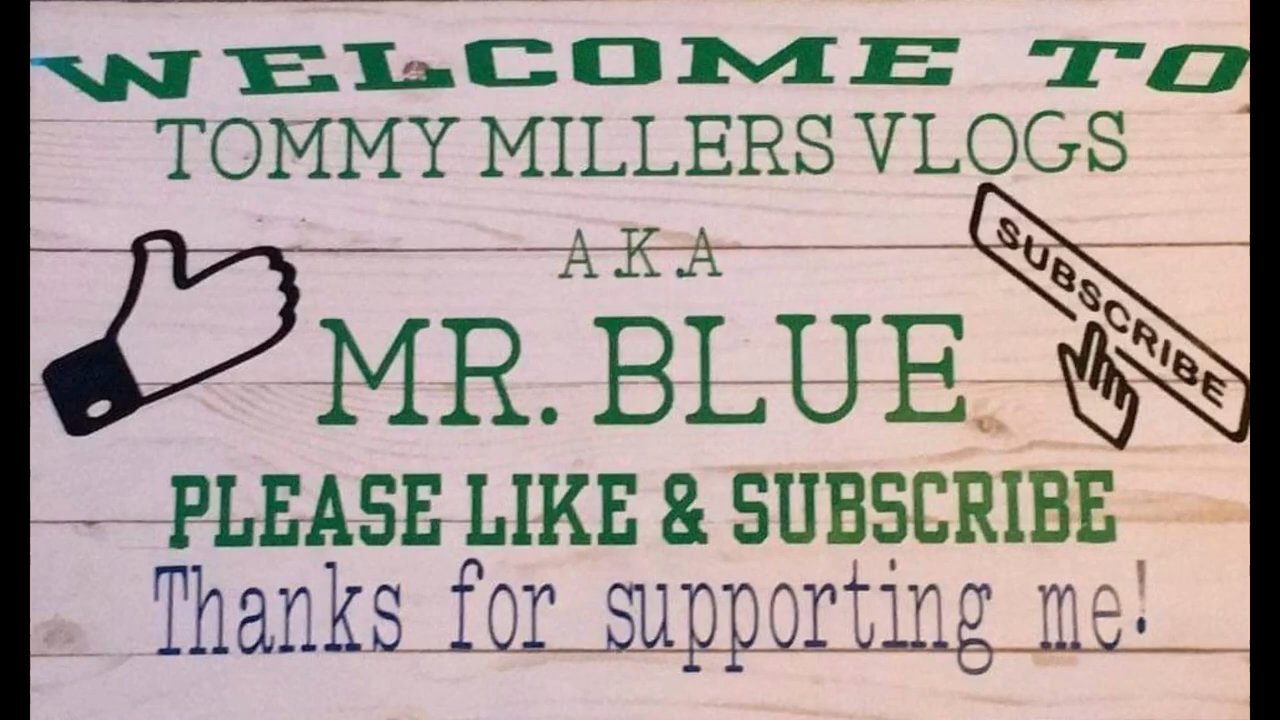 WELCOME TO
TOMMY MILLERS VLOGS
A.K.A
MR. BLUE
SUBSCRIBE
PLEASE LIKE & SUBSCRIBE
Thanks for supporting me!